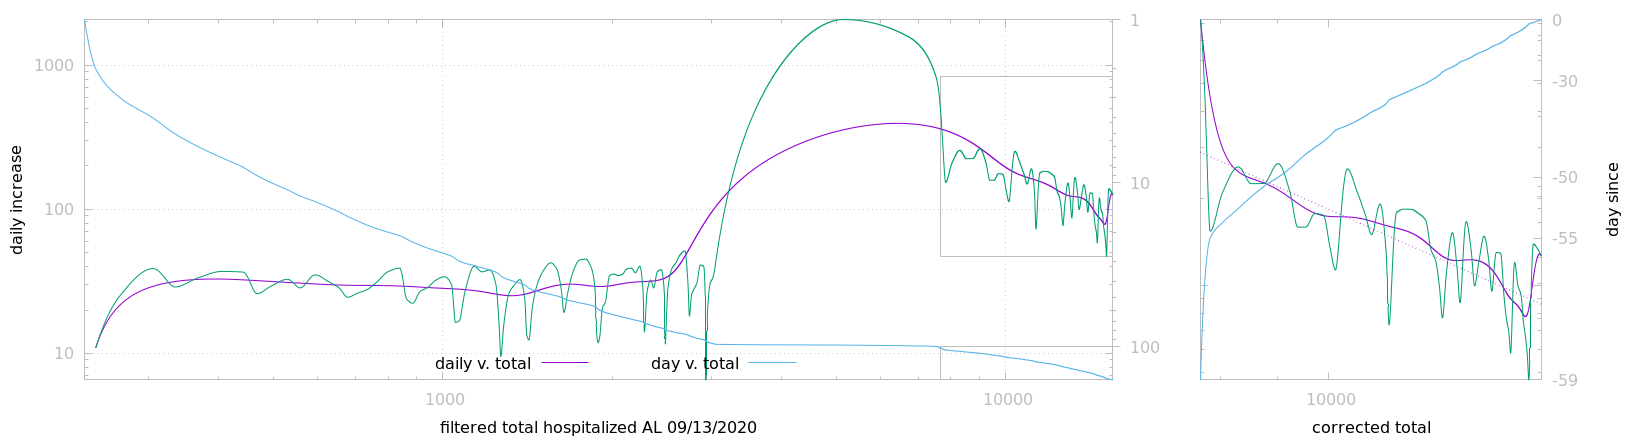 1000
100
10
daily increase
daily v. total
day v. total
1
10
100
1000
10000
filtered total hospitalized AL 09/13/2020
0
-30
-50
-55
-59
day since
10000
corrected total